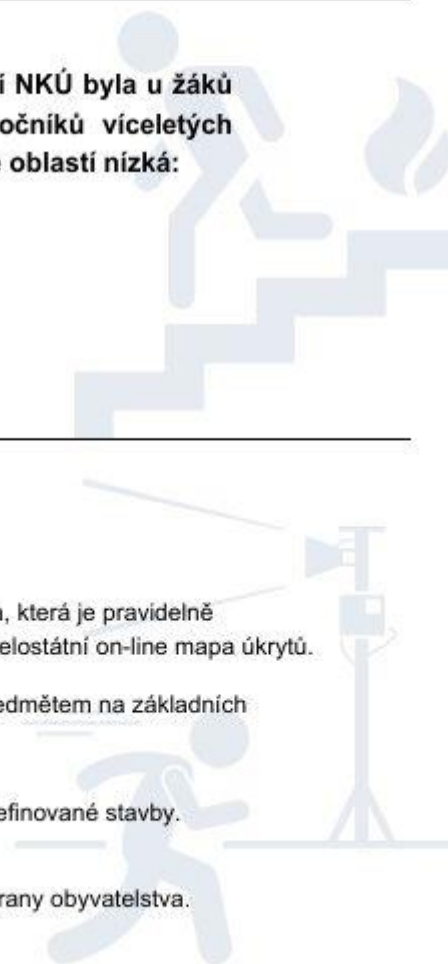 í NKÚ byla u žáků
očníků víceletých
e oblastí nízká:
, která je pravidelně
elostátní on-line mapa úkrytů.
edmětem na základních
efinované stavby.
rany obyvatelstva.